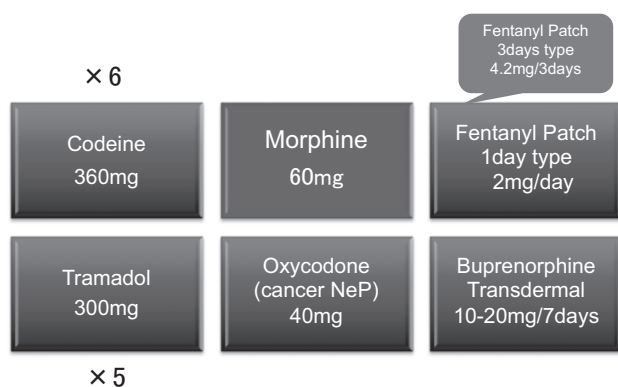 Fentanyl Patch
3days type
4.2mg/3days
× 6
Codeine
360mg
Morphine
60mg
Fentanyl Patch
1day type
2mg/day
Tramadol
300mg
Oxycodone
(cancer NeP)
40mg
Buprenorphine
Transdermal
10-20mg/7days
× 5